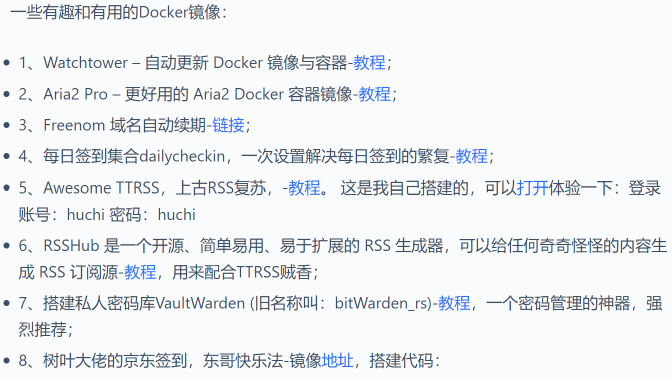 一些有趣和有用的Docker镜像：
1、Watchtower – 自动更新 Docker 镜像与容器-教程；
2、Aria2 Pro – 更好用的 Aria2 Docker 容器镜像-教程；
3、Freenom 域名自动续期-链接；
4、每日签到集合dailycheckin，一次设置解决每日签到的繁复-教程；
5、Awesome TTRSS，上古RSS复苏，-教程。 这是我自己搭建的，可以打开体验一下：登录
账号：huchi 密码：huchi
6、RSSHub 是一个开源、简单易用、易于扩展的 RSS 生成器，可以给任何奇奇怪怪的内容生
成 RSS 订阅源-教程，用来配合TTRSS贼香；
7、搭建私人密码库VaultWarden (旧名称叫：bitWarden_rs)-教程，一个密码管理的神器，强
烈推荐；
8、树叶大佬的京东签到，东哥快乐法-镜像地址，搭建代码：